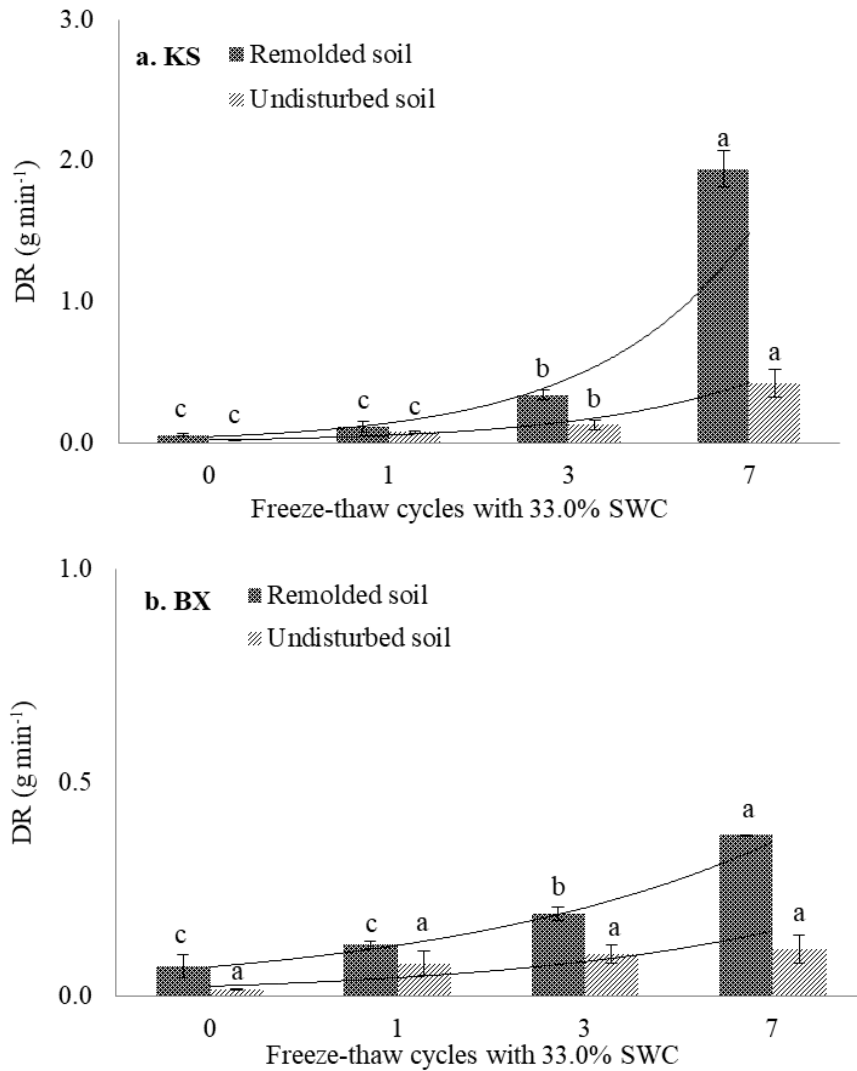 3.0
a. KS
Remolded soil
Undisturbed soil
2.0
1.0
0.0
DR (g min-1)
c c c c b b a a
0 1 3 7
Freeze-thaw cycles with 33.0% SWC
1.0
b. BX
Remolded soil
Undisturbed soil
0.5
0.0
DR (g min-1)
c a c a b a a a
0 1 3 7
Freeze-thaw cycles with 33.0% SWC